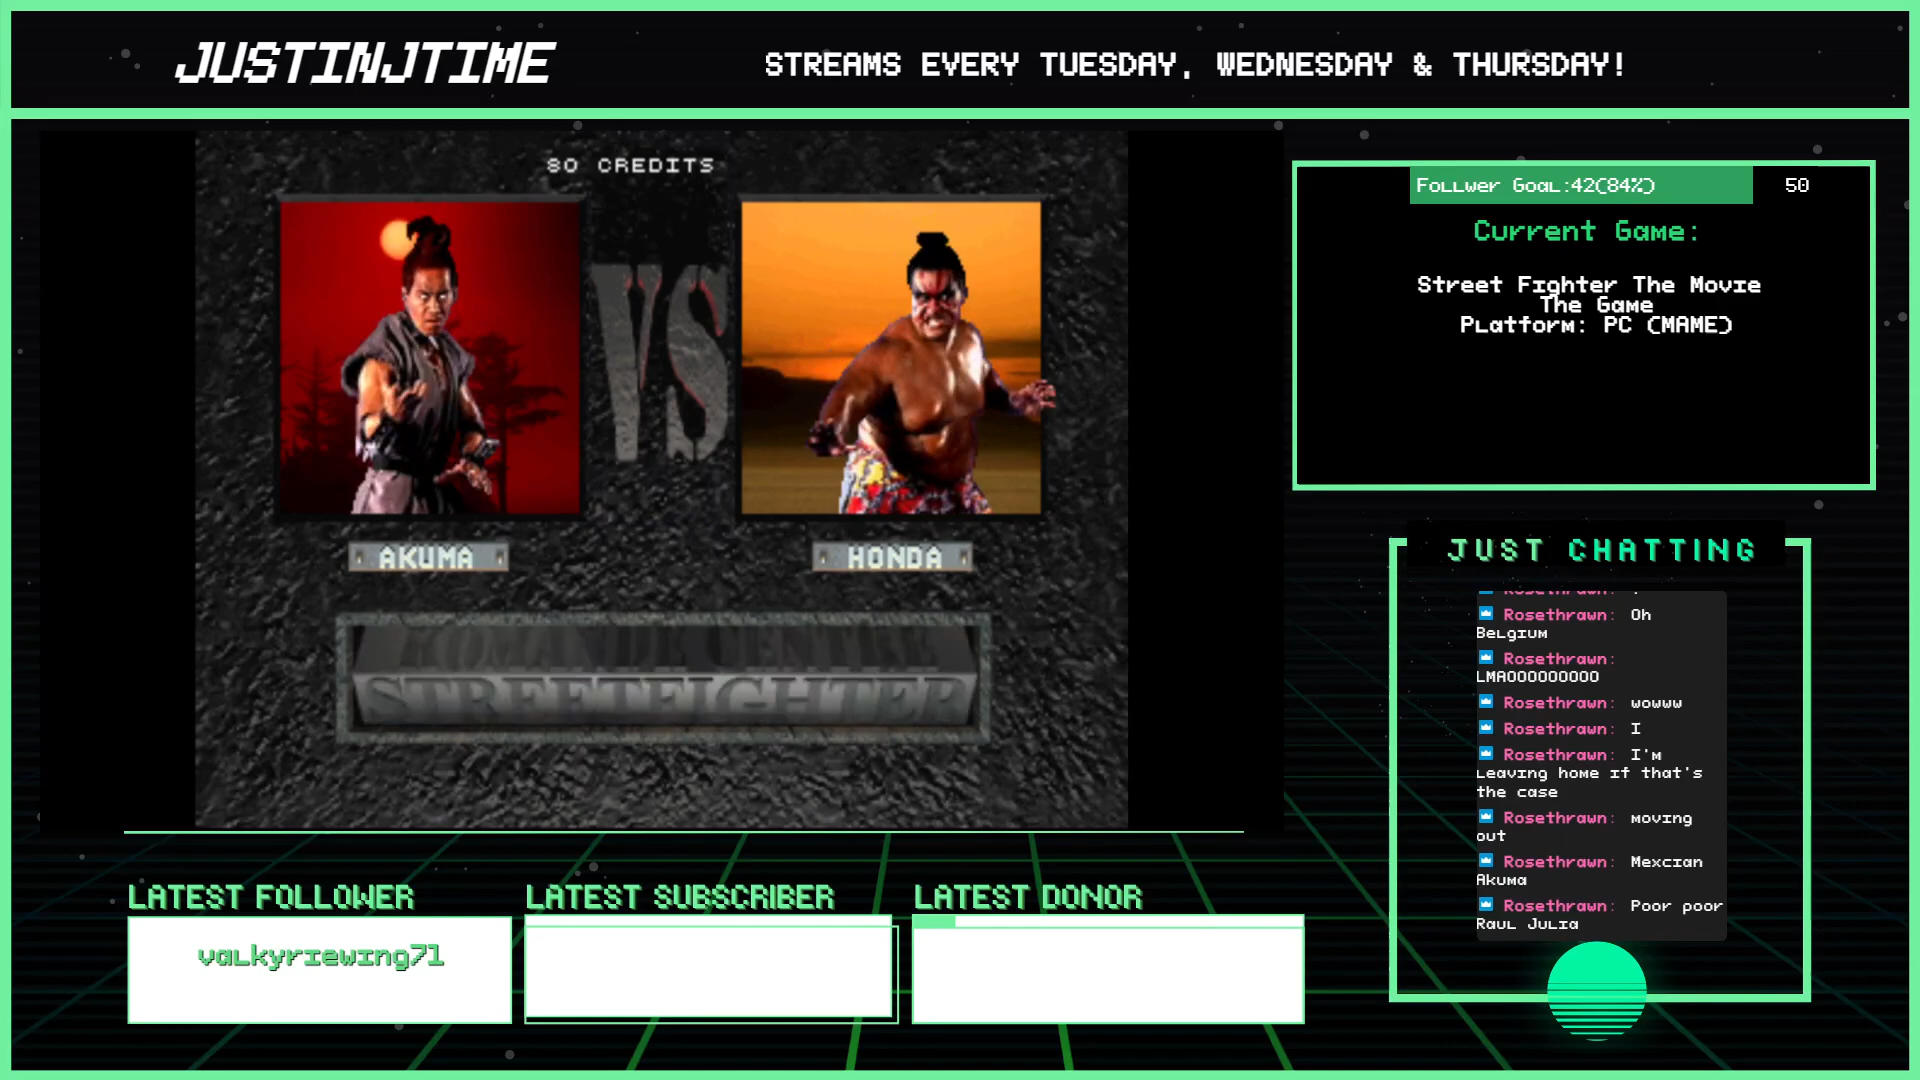 JUSTINJTIME
STREAMS EVERY TUESDAY, WEDNESDAY & THURSDAY!
80 CREDITS
VS
AKUMA
HONDA
STREETFIGHTER
Follwer Goal:42(84%)
50
Current Game:
Street Fighter The Movie
The Game
Platform: PC (MAME)
JUST CHATTING
Rosethrawn: Oh
Belgium
Rosethrawn:
LMAOOOOOOOOO
Rosethrawn: wowww
Rosethrawn: I
Rosethrawn: I'm
Leaving home if that's
the case
Rosethrawn: moving
out
Rosethrawn: Mexcian
Akuma
Rosethrawn: Poor poor
Raul Julia
LATEST FOLLOWER
LATEST SUBSCRIBER
LATEST DONOR
valkyriewing71